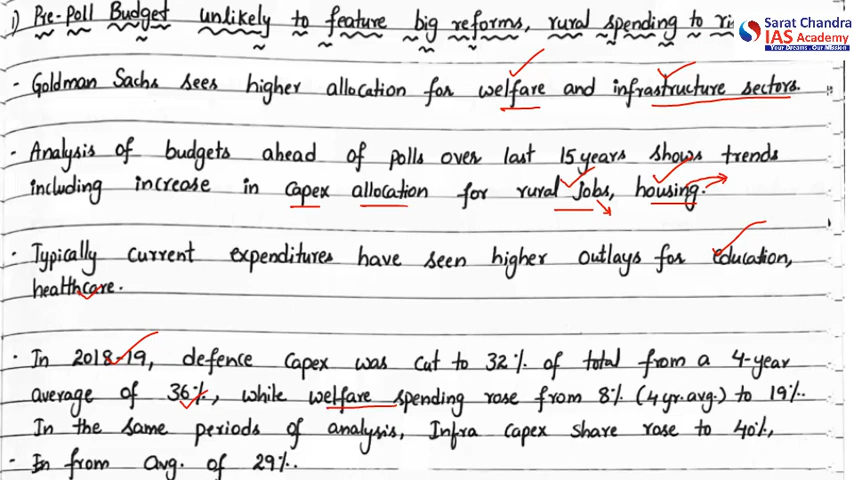 1) Pre-Poll Budget unlikely to feature big reforms, rural spending to ri
Sarat Chandra
IAS Academy
Your Dreams - Our Mission
- Goldman Sachs sees higher allocation for welfare and infrastructure sectors.
- Analysis of budgets ahead of polls over last 15 years shows trends
including increase in capex allocation for rural jobs, housing.
- Typically current expenditures have seen higher outlays for education,
healthcare.
- In 2018-19, defence capex was cut to 32% of total from a 4-year
average of 36%, while welfare spending rose from 8% (4 yr. avg.) to 19%.
In the same periods of analysis, Infra capex share rose to 40%,
- In from avg. of 29%.